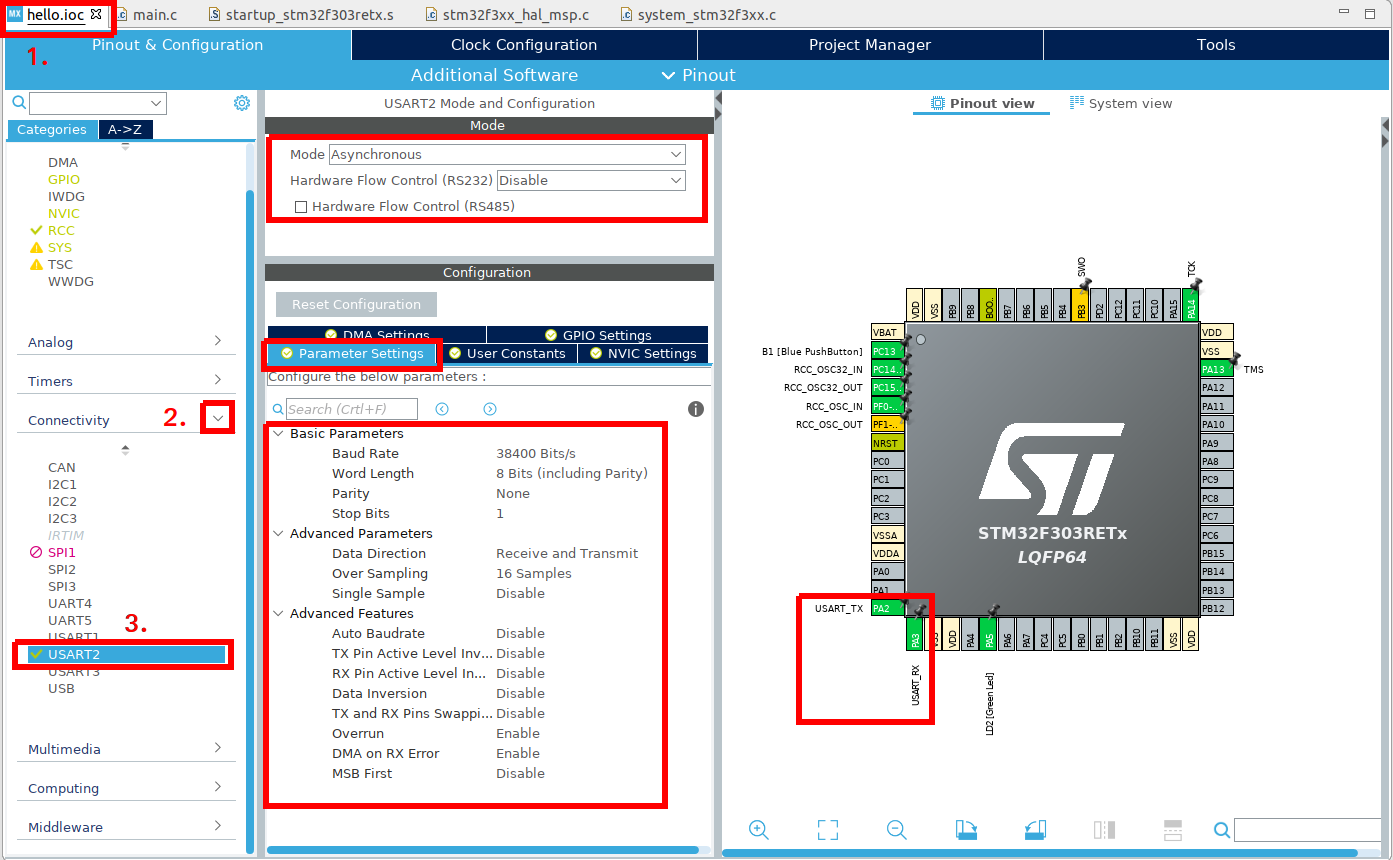 MX hello.ioc
main.c
startup_stm32f303retx.s
stm32f3xx_hal_msp.c
system_stm32f3xx.c
1.
Pinout & Configuration
Clock Configuration
Project Manager
Tools
Additional Software
Pinout
Categories
A->Z
DMA
GPIO
IWDG
NVIC
RCC
SYS
TSC
WWDG
Analog
Timers
Connectivity
2.
CAN
I2C1
I2C2
I2C3
IRTIM
SPI1
SPI2
SPI3
UART4
UART5
3.
USART1
USART2
USART3
USB
Multimedia
Computing
Middleware
USART2 Mode and Configuration
Mode
Mode Asynchronous
Hardware Flow Control (RS232) Disable
Hardware Flow Control (RS485)
Configuration
Reset Configuration
DMA Settings
GPIO Settings
Parameter Settings
User Constants
NVIC Settings
Configure the below parameters :
Search (Crtl+F)
Basic Parameters
Baud Rate 38400 Bits/s
Word Length 8 Bits (including Parity)
Parity None
Stop Bits 1
Advanced Parameters
Data Direction Receive and Transmit
Over Sampling 16 Samples
Single Sample Disable
Advanced Features
Auto Baudrate Disable
TX Pin Active Level Inv... Disable
RX Pin Active Level In... Disable
Data Inversion Disable
TX and RX Pins Swappi... Disable
Overrun Enable
DMA on RX Error Enable
MSB First Disable
Pinout view
System view
SWO
TCK
VDD
VSS
PB9
PB8
BOO..
PB7
PB6
PB5
PB4
PB3
PD2
PC12
PC11
PC10
PA15
PA14
VBAT
B1 [Blue PushButton] PC13
RCC_OSC32_IN PC14..
RCC_OSC32_OUT PC15..
RCC_OSC_IN PF0-..
RCC_OSC_OUT PF1-..
NRST
PC0
PC1
PC2
PC3
VSSA
VDDA
PA0
PA1
USART_TX PA2
STM32F303RETx
LQFP64
VDD
VSS
PA13 TMS
PA12
PA11
PA10
PA9
PA8
PC9
PC8
PC7
PC6
PB15
PB14
PB13
PB12
PA3
VSS
VDD
PA4
PA5
PA6
PA7
PC4
PC5
PB0
PB1
PB2
PB10
PB11
VSS
VDD
USART_RX
LD2 [Green Led]